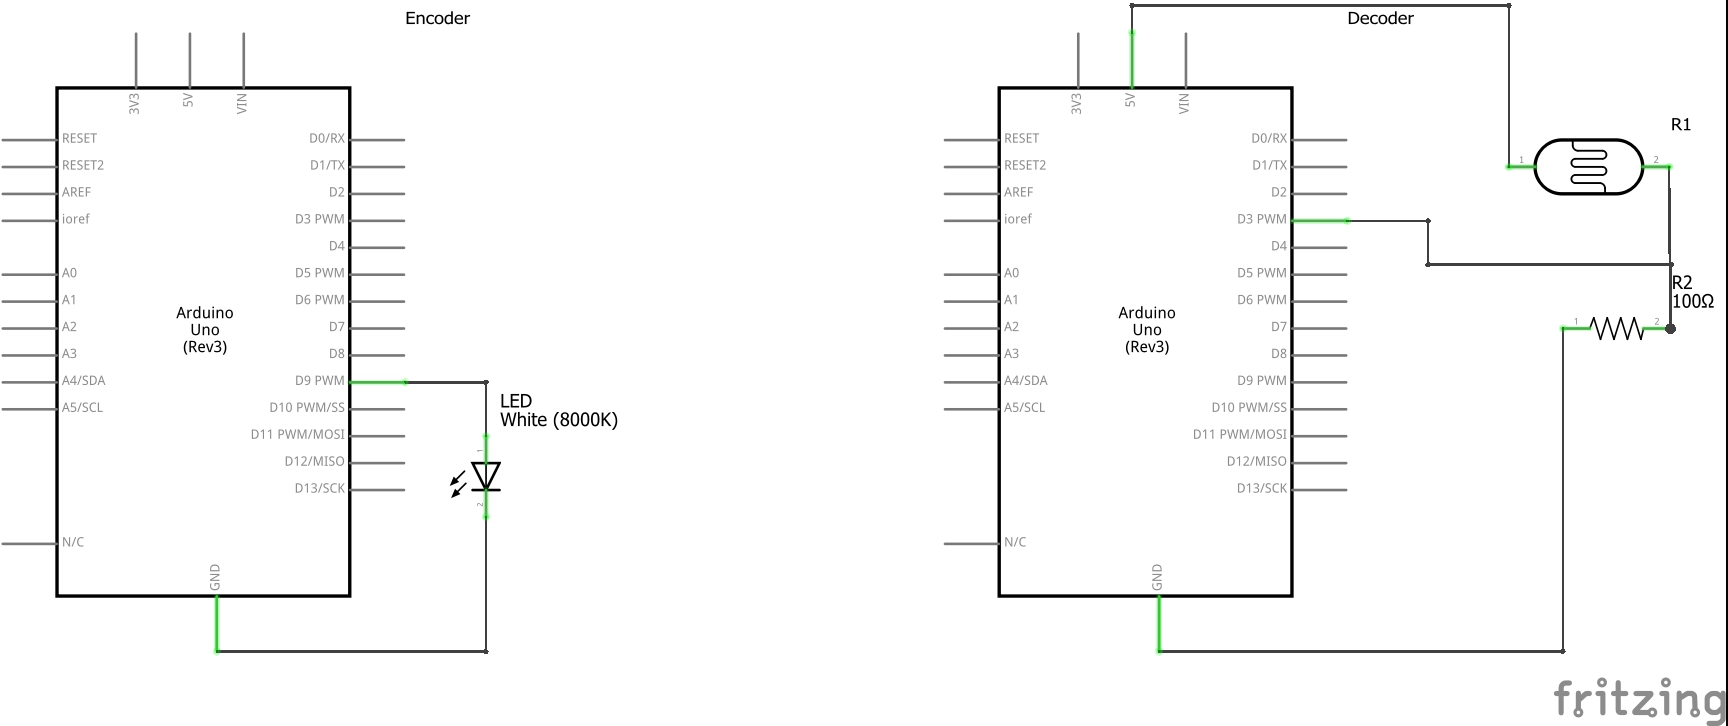 Encoder
3V3
5V
VIN
RESET
RESET2
AREF
ioref
A0
A1
A2
A3
A4/SDA
A5/SCL
N/C
Arduino
Uno
(Rev3)
D0/RX
D1/TX
D2
D3 PWM
D4
D5 PWM
D6 PWM
D7
D8
D9 PWM
D10 PWM/SS
D11 PWM/MOSI
D12/MISO
D13/SCK
GND
LED
White (8000K)
1
2
Decoder
3V3
5V
VIN
RESET
RESET2
AREF
ioref
A0
A1
A2
A3
A4/SDA
A5/SCL
N/C
Arduino
Uno
(Rev3)
D0/RX
D1/TX
D2
D3 PWM
D4
D5 PWM
D6 PWM
D7
D8
D9 PWM
D10 PWM/SS
D11 PWM/MOSI
D12/MISO
D13/SCK
GND
R1
1
2
R2
100Ω
1
2
fritzing